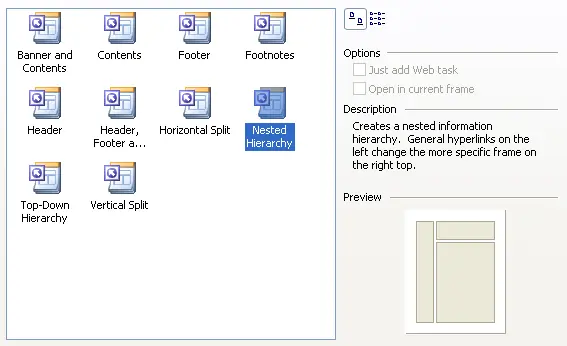 Banner and
Contents
Contents
Footer
Footnotes
Header
Header,
Footer a...
Horizontal Split
Nested
Hierarchy
Top-Down
Hierarchy
Vertical Split
Options
Just add Web task
Open in current frame
Description
Creates a nested information
hierarchy.  General hyperlinks on the
left change the more specific frame on
the right top.
Preview